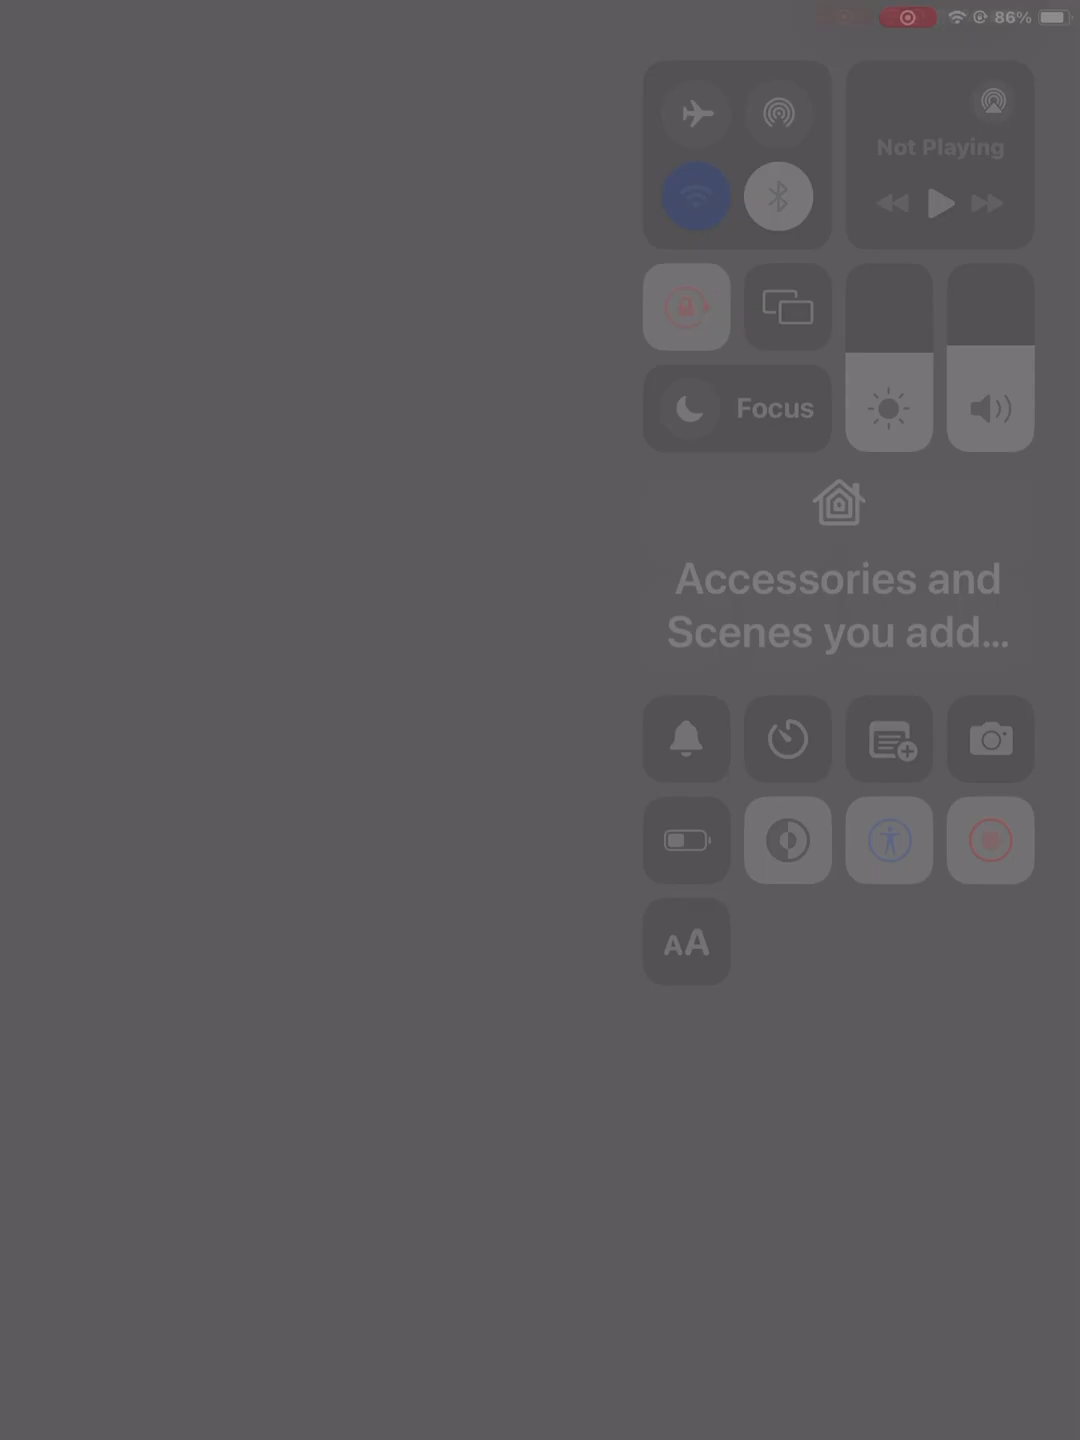 86%
Not Playing
Focus
Accessories and
Scenes you add...
AA